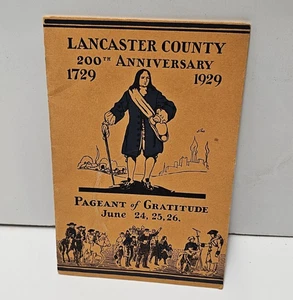 LANCASTER COUNTY
200TH ANNIVERSARY
1729 1929
PAGEANT of GRATITUDE
June 24, 25, 26,